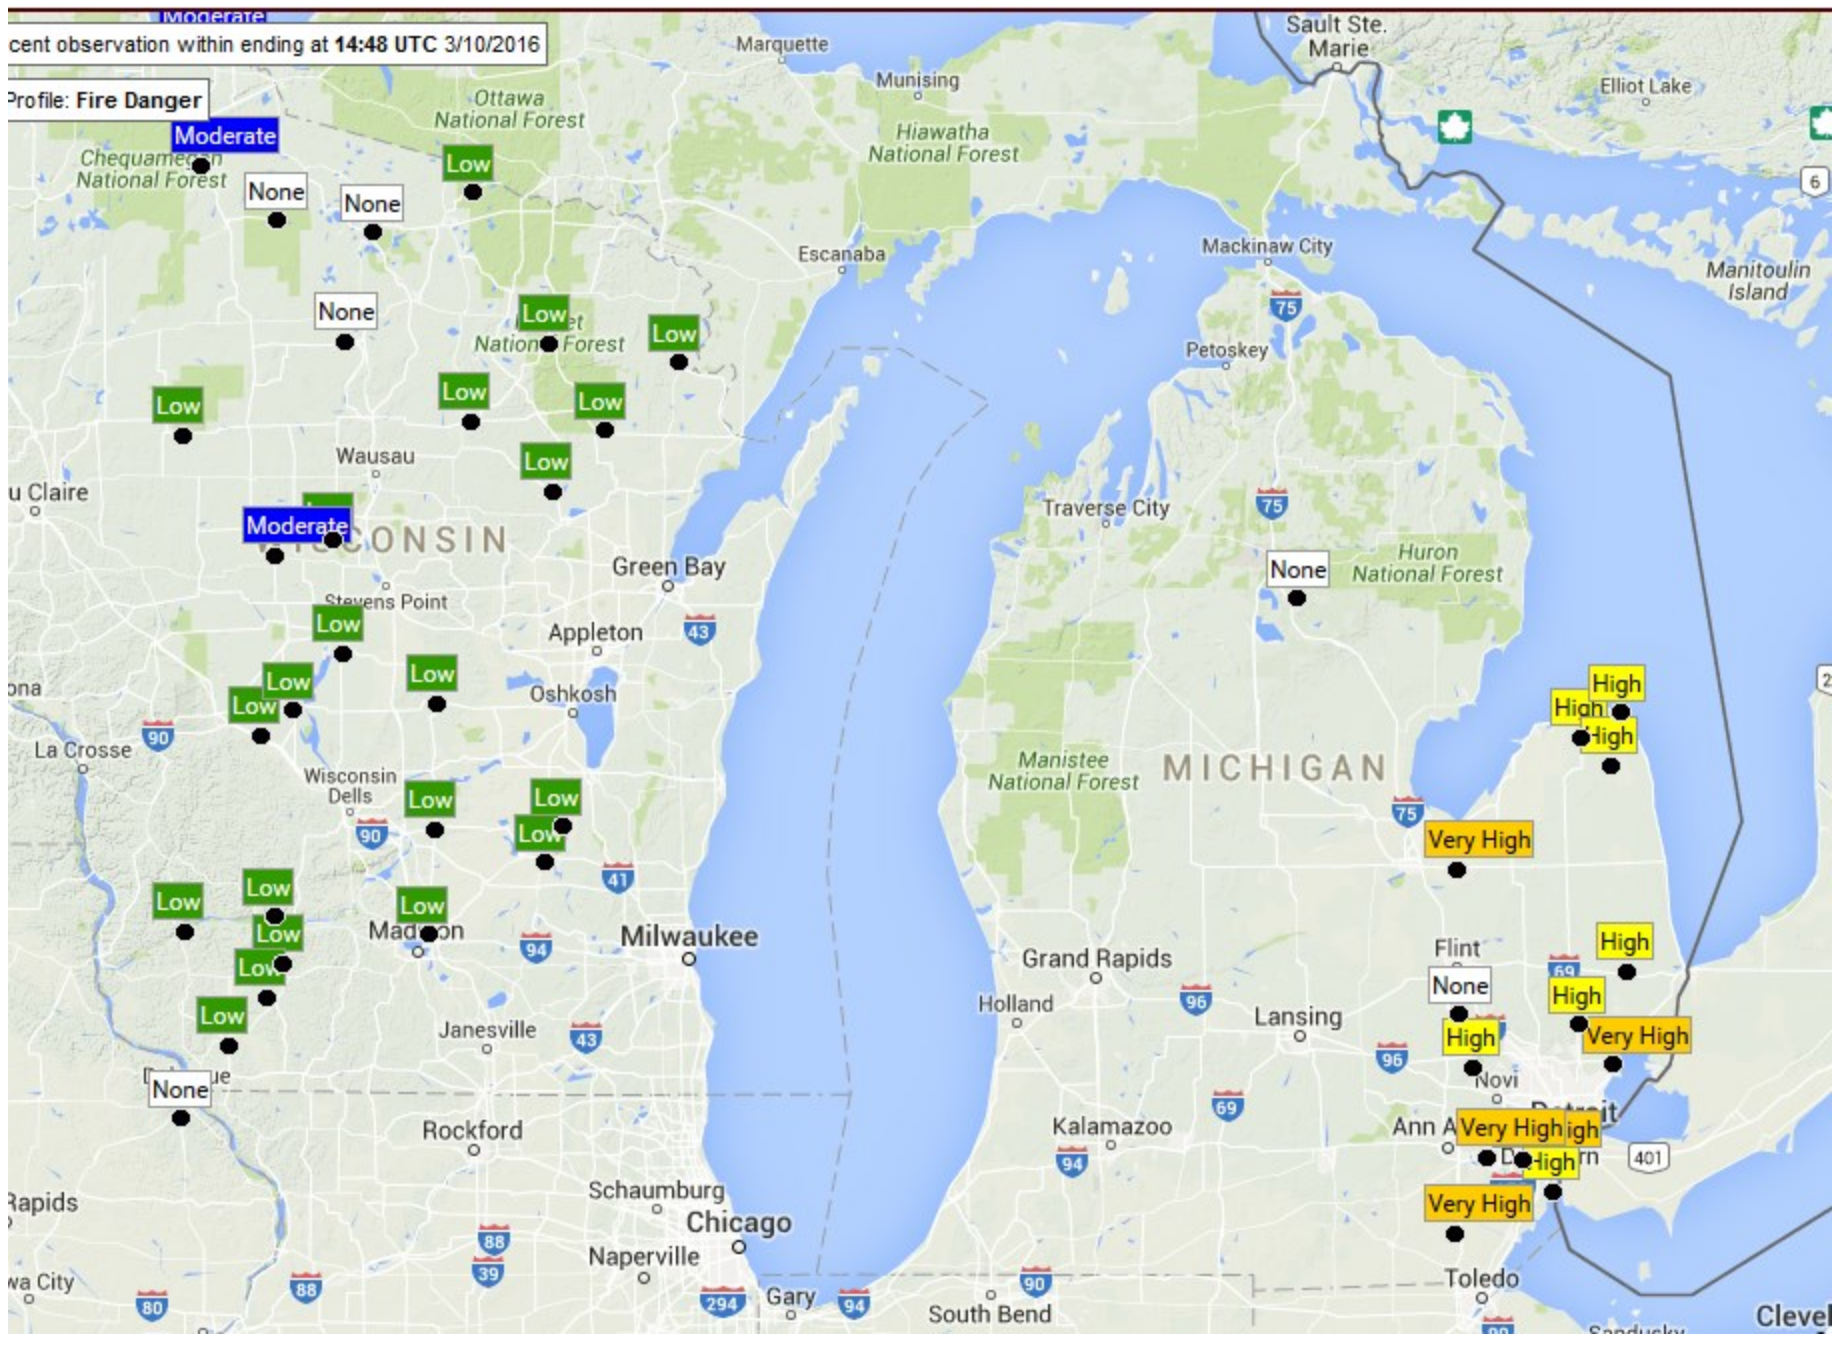 Moderate
cent observation within ending at 14:48 UTC 3/10/2016
Profile: Fire Danger
Sault Ste.
Marie
Marquette
Munising
Elliot Lake
Ottawa
National Forest
Hiawatha
National Forest
Moderate
Chequamegon
National Forest
Low
None
None
6
Escanaba
Mackinaw City
Manitoulin
Island
None
Low
National Forest
Low
75
Petoskey
Low
Low
Low
Wausau
Low
u Claire
Traverse City
75
Moderate
WISCONSIN
Green Bay
Huron
National Forest
None
Stevens Point
Low
Appleton
43
Low
Low
Low
Oshkosh
ona
High
High
High
90
La Crosse
Wisconsin
Dells
Manistee
National Forest
MICHIGAN
2
Low
Low
Low
90
75
Very High
41
Low
Low
Low
Low
Low
Madison
94
Milwaukee
Grand Rapids
Flint
High
69
Holland
96
None
High
Low
Janesville
43
Lansing
96
High
Very High
None
Novi
69
Detroit
Rockford
Kalamazoo
94
Ann A
Very High
igh
High
rn
401
Rapids
Schaumburg
Chicago
Very High
88
Naperville
39
wa City
80
88
294
Gary
94
90
South Bend
Toledo
Clevel
Sandusky